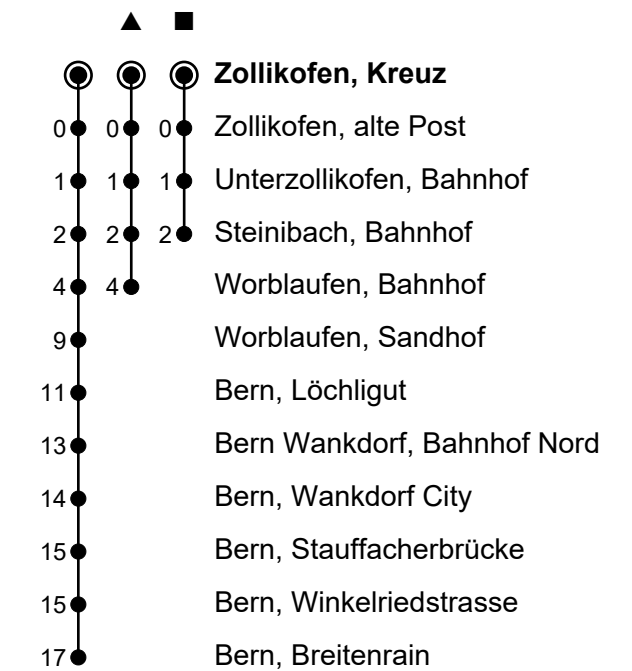 ▲ ■
Zollikofen, Kreuz
0 0 0 Zollikofen, alte Post
1 1 1 Unterzollikofen, Bahnhof
2 2 2 Steinibach, Bahnhof
4 4 Worblaufen, Bahnhof
9 Worblaufen, Sandhof
11 Bern, Löchligut
13 Bern Wankdorf, Bahnhof Nord
14 Bern, Wankdorf City
15 Bern, Stauffacherbrücke
15 Bern, Winkelriedstrasse
17 Bern, Breitenrain